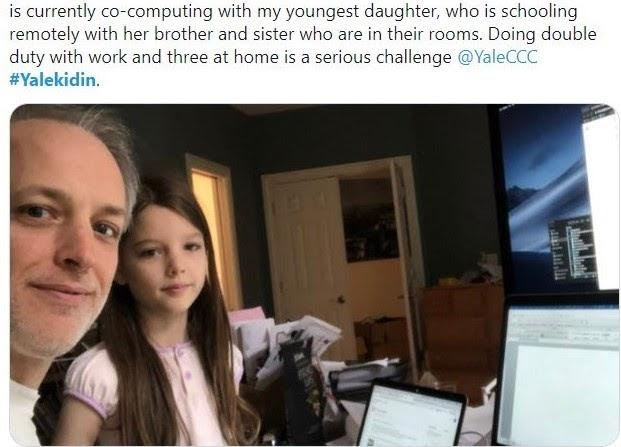 is currently co-computing with my youngest daughter, who is schooling
remotely with her brother and sister who are in their rooms. Doing double
duty with work and three at home is a serious challenge @YaleCCC
#Yalekidin.